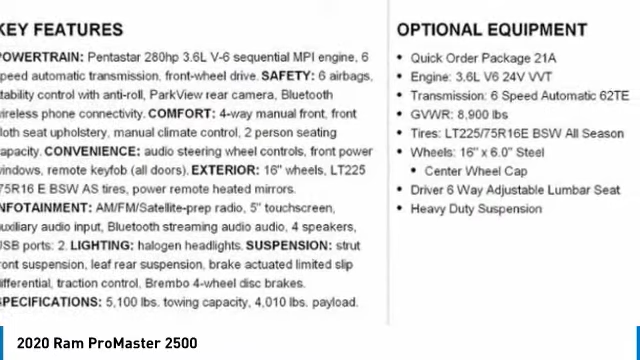 KEY FEATURES
POWERTRAIN: Pentastar 280hp 3.6L V-6 sequential MPI engine, 6
speed automatic transmission, front-wheel drive. SAFETY: 6 airbags,
stability control with anti-roll, ParkView rear camera, Bluetooth
wireless phone connectivity. COMFORT: 4-way manual front, front
cloth seat upholstery, manual climate control, 2 person seating
capacity. CONVENIENCE: audio steering wheel controls, front power
windows, remote keyfob (all doors). EXTERIOR: 16" wheels, LT225
/75R16 E BSW AS tires, power remote heated mirrors.
INFOTAINMENT: AM/FM/Satellite-prep radio, 5" touchscreen,
auxiliary audio input, Bluetooth streaming audio audio, 4 speakers,
USB ports: 2. LIGHTING: halogen headlights. SUSPENSION: strut
front suspension, leaf rear suspension, brake actuated limited slip
differential, traction control, Brembo 4-wheel disc brakes.
SPECIFICATIONS: 5,100 lbs. towing capacity, 4,010 lbs. payload.
OPTIONAL EQUIPMENT
• Quick Order Package 21A
• Engine: 3.6L V6 24V VVT
• Transmission: 6 Speed Automatic 62TE
• GVWR: 8,900 lbs
• Tires: LT225/75R16E BSW All Season
• Wheels: 16" x 6.0" Steel
• Center Wheel Cap
• Driver 6 Way Adjustable Lumbar Seat
• Heavy Duty Suspension
2020 Ram ProMaster 2500